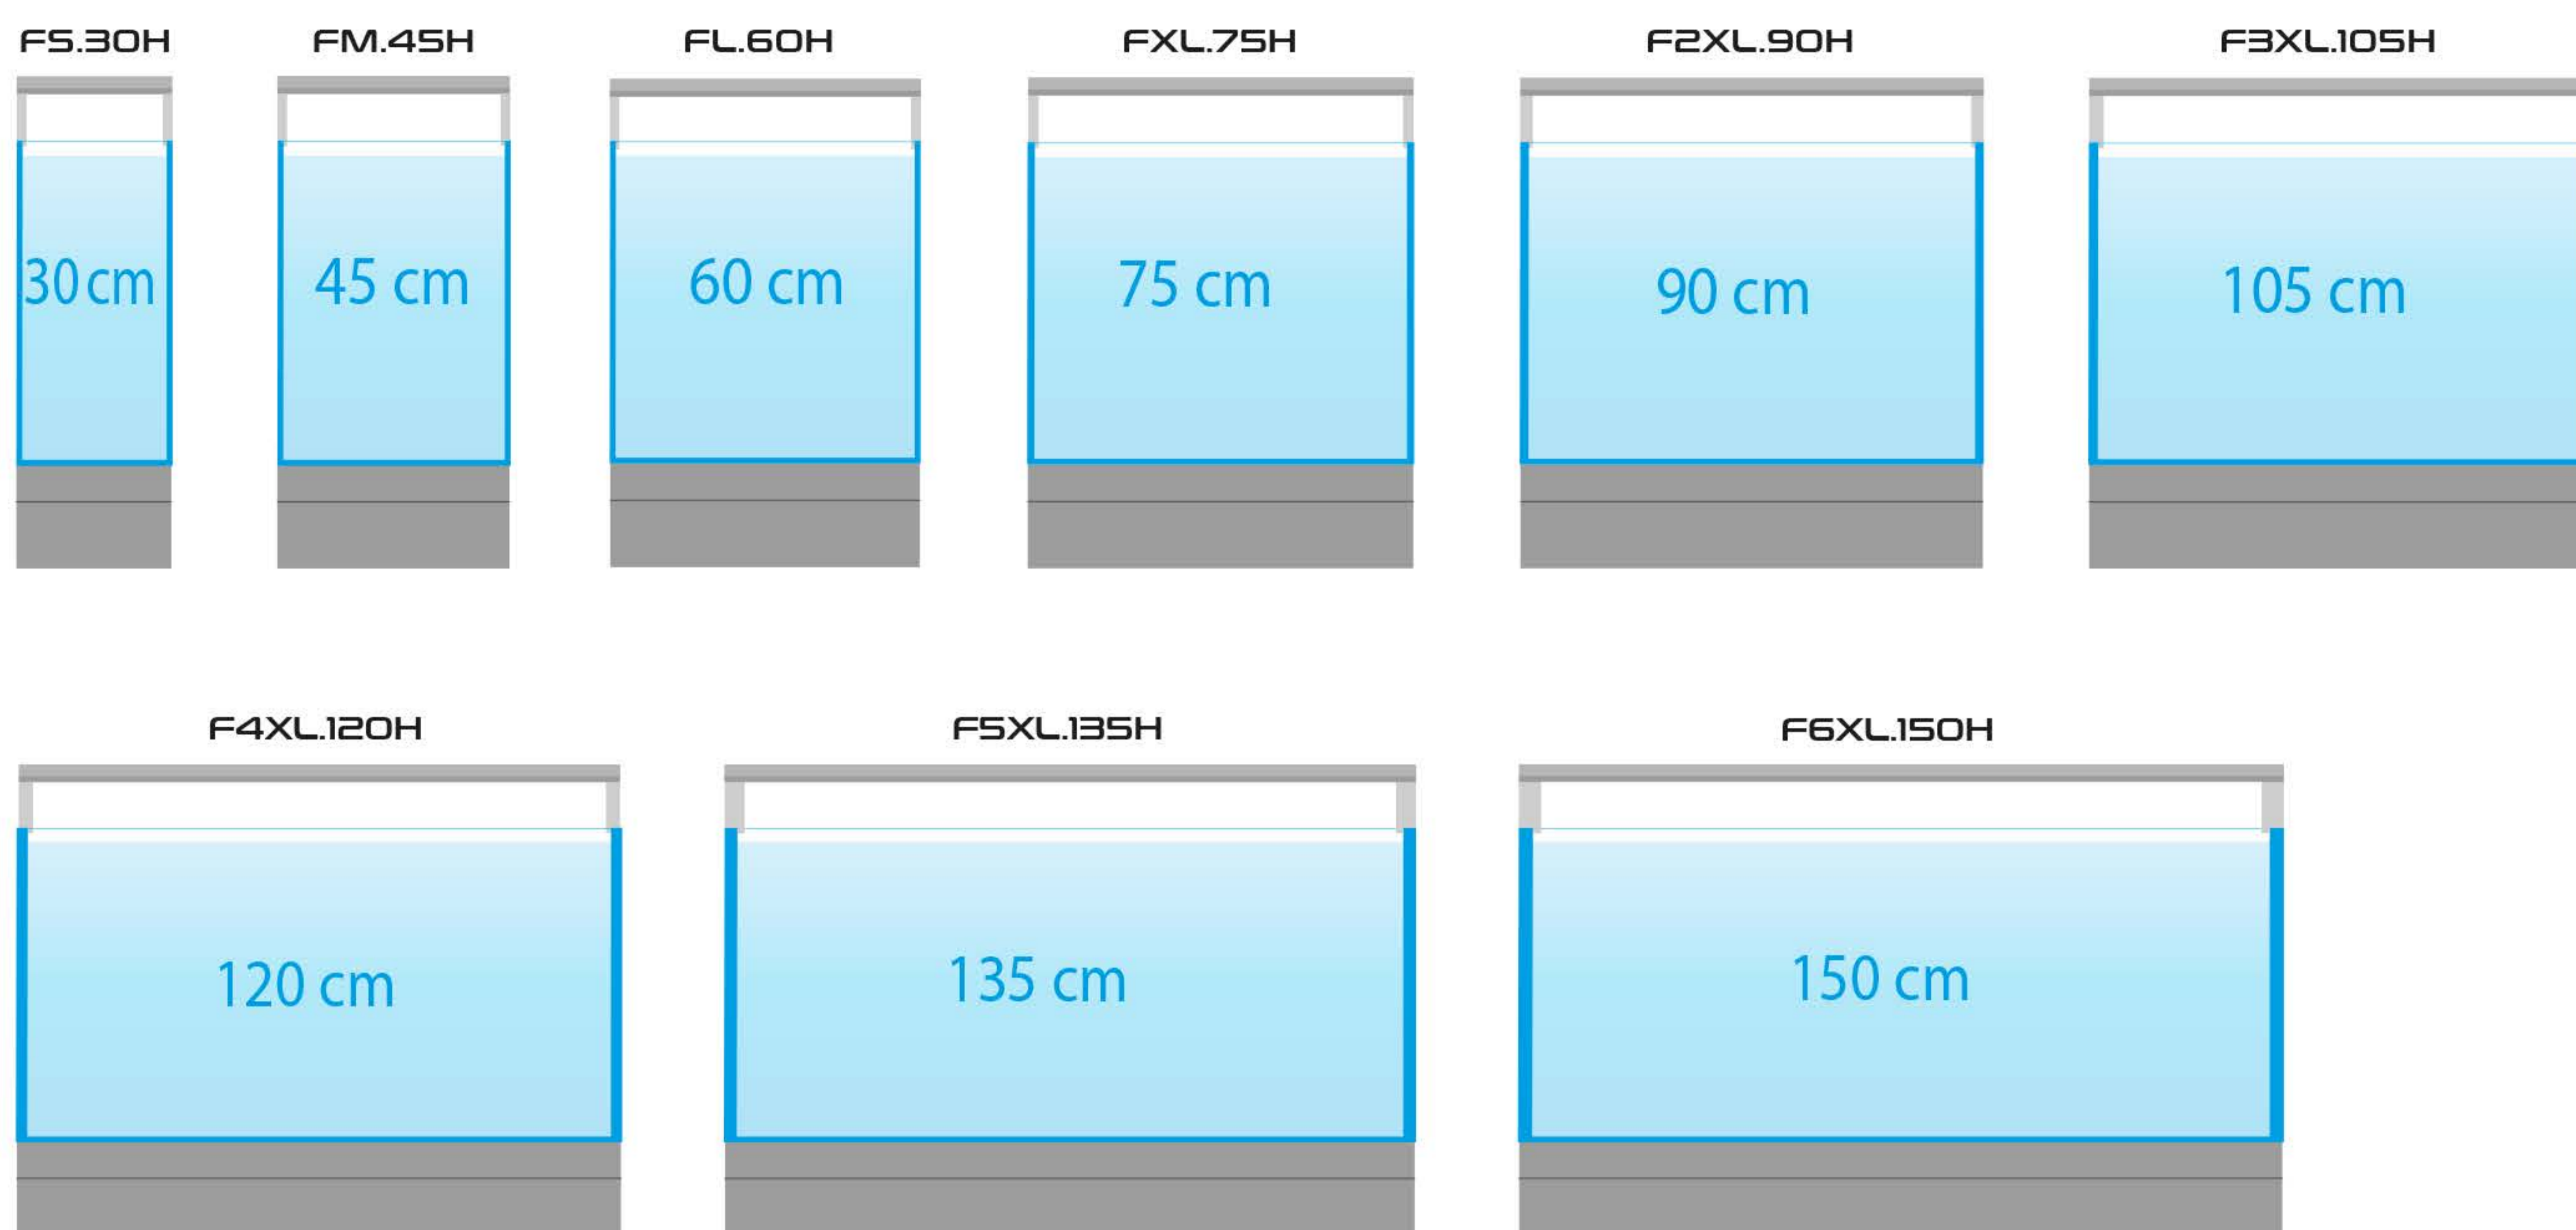 FS.30H
FM.45H
FL.60H
FXL.75H
F2XL.90H
F3XL.105H
30 cm
45 cm
60 cm
75 cm
90 cm
105 cm
F4XL.120H
F5XL.135H
F6XL.150H
120 cm
135 cm
150 cm